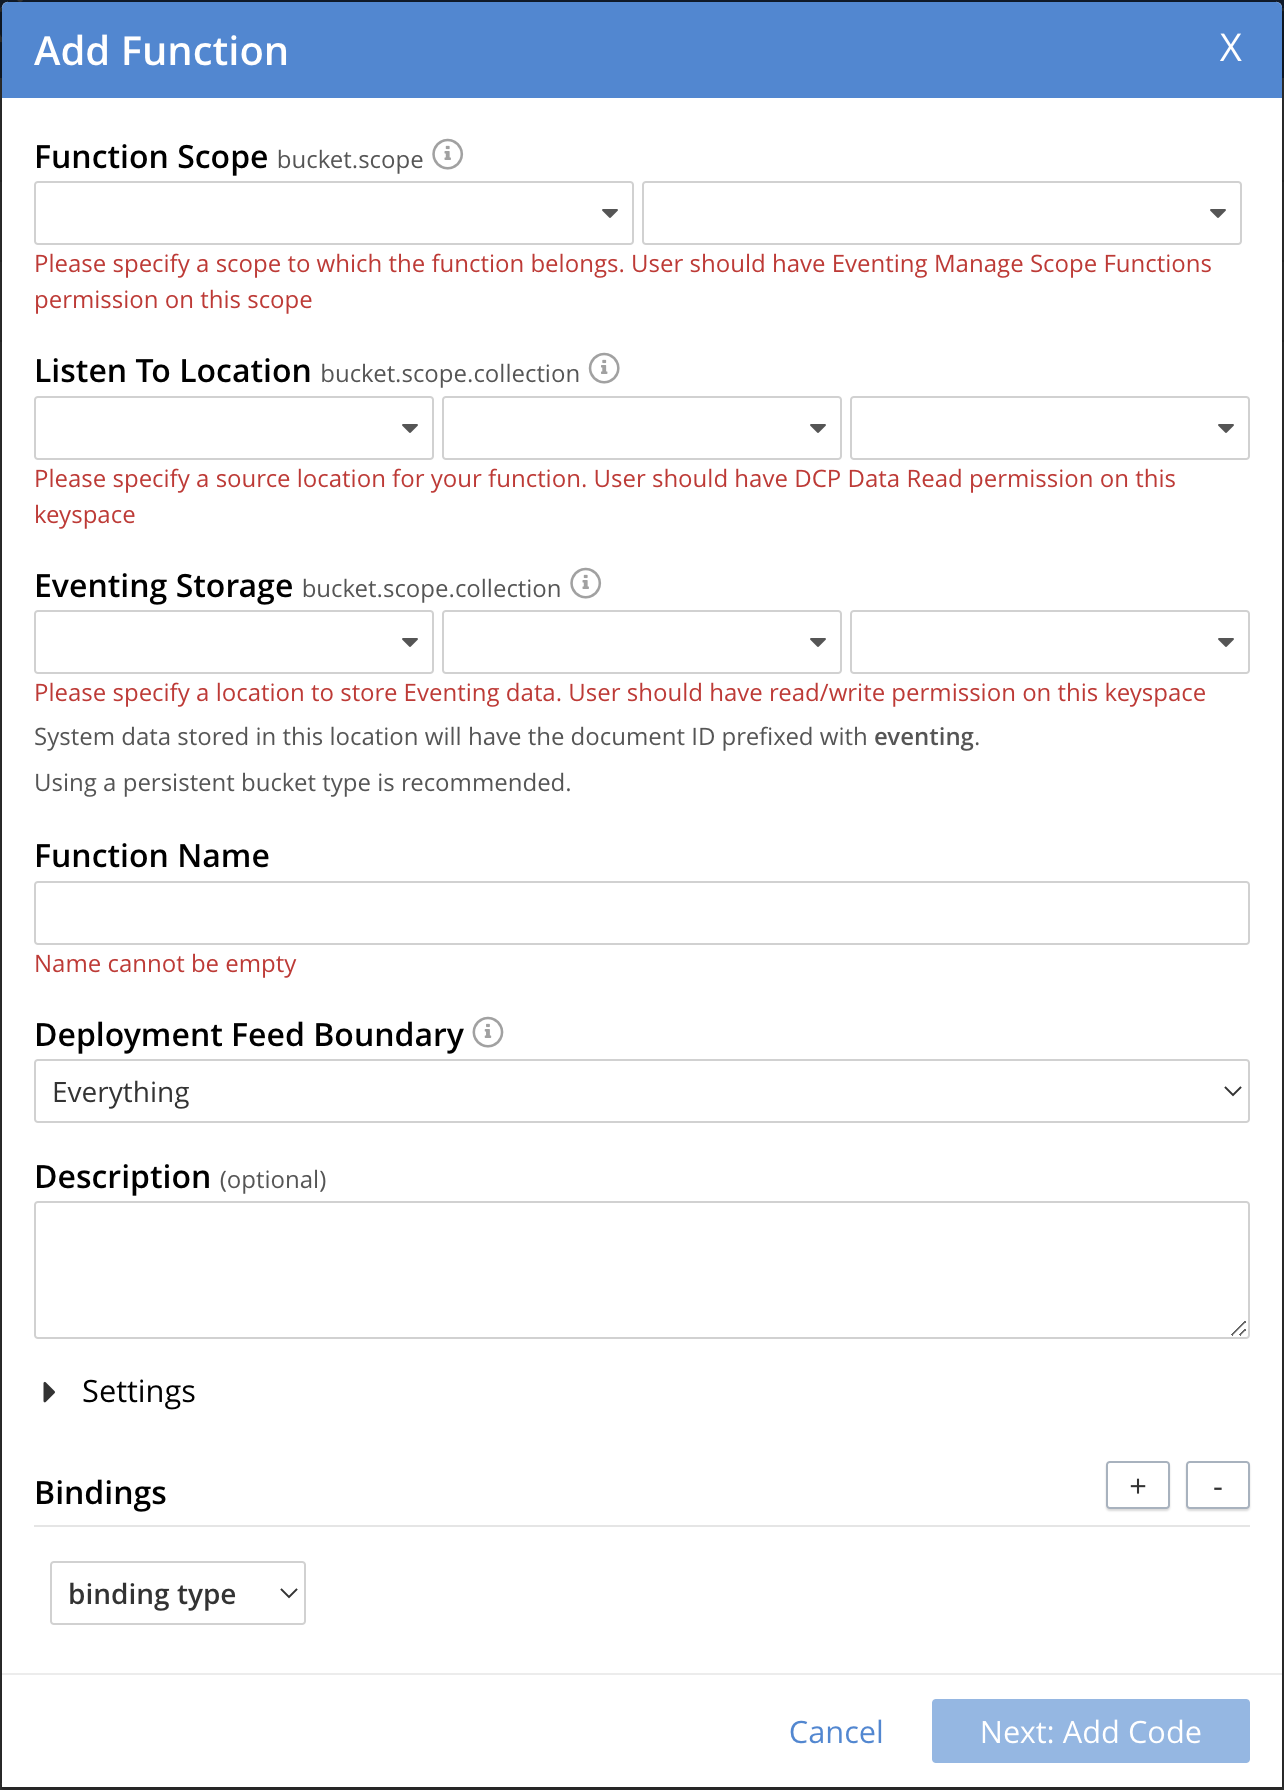 Add Function X
Function Scope bucket.scope
Please specify a scope to which the function belongs. User should have Eventing Manage Scope Functions
permission on this scope
Listen To Location bucket.scope.collection
Please specify a source location for your function. User should have DCP Data Read permission on this
keyspace
Eventing Storage bucket.scope.collection
Please specify a location to store Eventing data. User should have read/write permission on this keyspace
System data stored in this location will have the document ID prefixed with eventing.
Using a persistent bucket type is recommended.
Function Name
Name cannot be empty
Deployment Feed Boundary
Everything
Description (optional)
Settings
Bindings + -
binding type
Cancel Next: Add Code